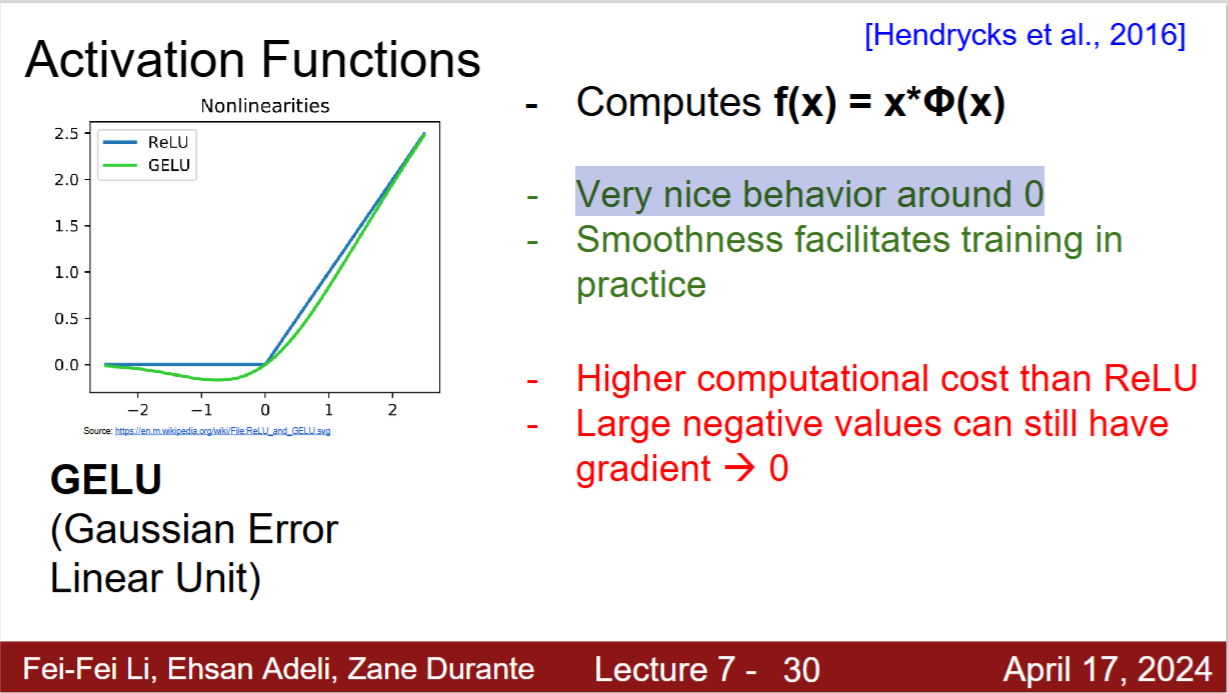 [Hendrycks et al., 2016]
Activation Functions
Nonlinearities
ReLU
GELU
2.5
2.0
1.5
1.0
0.5
0.0
−2 −1 0 1 2
Source: https://en.m.wikipedia.org/wiki/File:ReLU_and_GELU.svg
GELU
(Gaussian Error
Linear Unit)
- Computes f(x) = x*Φ(x)
- Very nice behavior around 0
- Smoothness facilitates training in
practice
- Higher computational cost than ReLU
- Large negative values can still have
gradient → 0
Fei-Fei Li, Ehsan Adeli, Zane Durante Lecture 7 - 30 April 17, 2024